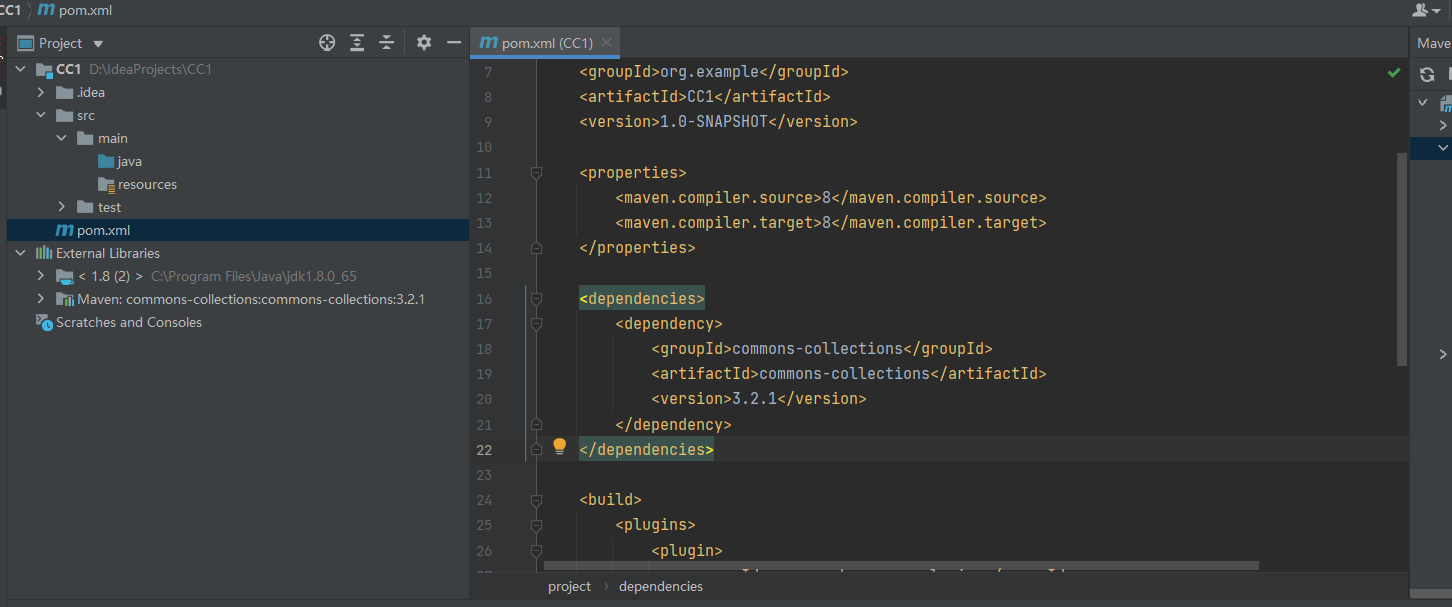 CC1 pom.xml
Project
CC1 D:\IdeaProjects\CC1
.idea
src
main
java
resources
test
pom.xml
External Libraries
< 1.8 (2) > C:\Program Files\Java\jdk1.8.0_65
Maven: commons-collections:commons-collections:3.2.1
Scratches and Consoles
pom.xml (CC1)
7 <groupId>org.example</groupId>
8 <artifactId>CC1</artifactId>
9 <version>1.0-SNAPSHOT</version>
10
11 <properties>
12 <maven.compiler.source>8</maven.compiler.source>
13 <maven.compiler.target>8</maven.compiler.target>
14 </properties>
15
16 <dependencies>
17 <dependency>
18 <groupId>commons-collections</groupId>
19 <artifactId>commons-collections</artifactId>
20 <version>3.2.1</version>
21 </dependency>
22 </dependencies>
23
24 <build>
25 <plugins>
26 <plugin>
project dependencies
Mave